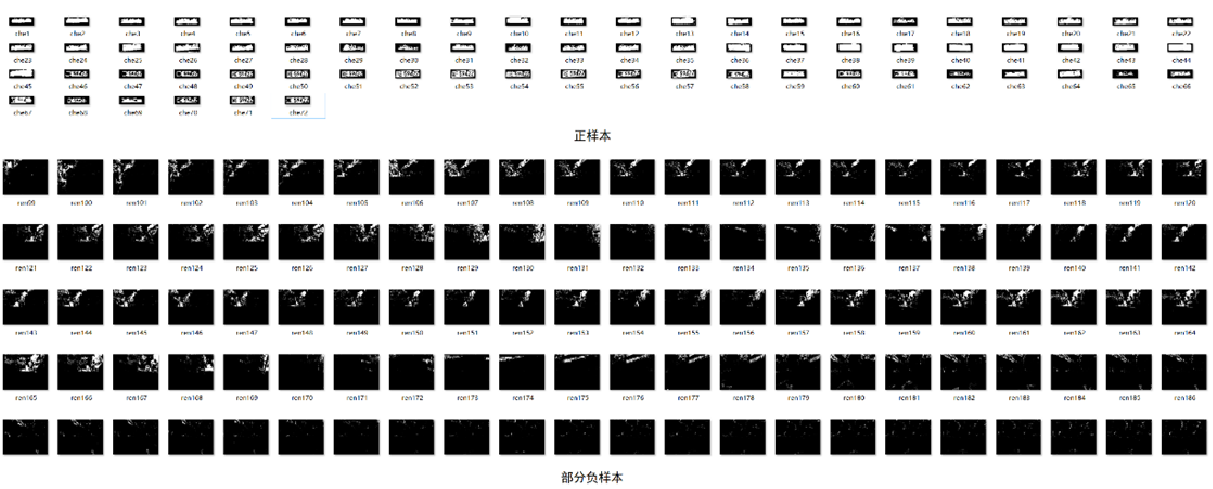 che1 che2 che3 che4 che5 che6 che7 che8 che9 che10 che11 che12 che13 che14 che15 che16 che17 che18 che19 che20 che21 che22
che23 che24 che25 che26 che27 che28 che29 che30 che31 che32 che33 che34 che35 che36 che37 che38 che39 che40 che41 che42 che43 che44
che45 che46 che47 che48 che49 che50 che51 che52 che53 che54 che55 che56 che57 che58 che59 che60 che61 che62 che63 che64 che65 che66
che67 che68 che69 che70 che71 che72
正样本
ren99 ren100 ren101 ren102 ren103 ren104 ren105 ren106 ren107 ren108 ren109 ren110 ren111 ren112 ren113 ren114 ren115 ren116 ren117 ren118 ren119 ren120
ren121 ren122 ren123 ren124 ren125 ren126 ren127 ren128 ren129 ren130 ren131 ren132 ren133 ren134 ren135 ren136 ren137 ren138 ren139 ren140 ren141 ren142
ren143 ren144 ren145 ren146 ren147 ren148 ren149 ren150 ren151 ren152 ren153 ren154 ren155 ren156 ren157 ren158 ren159 ren160 ren161 ren162 ren163 ren164
ren165 ren166 ren167 ren168 ren169 ren170 ren171 ren172 ren173 ren174 ren175 ren176 ren177 ren178 ren179 ren180 ren181 ren182 ren183 ren184 ren185 ren186
部分负样本